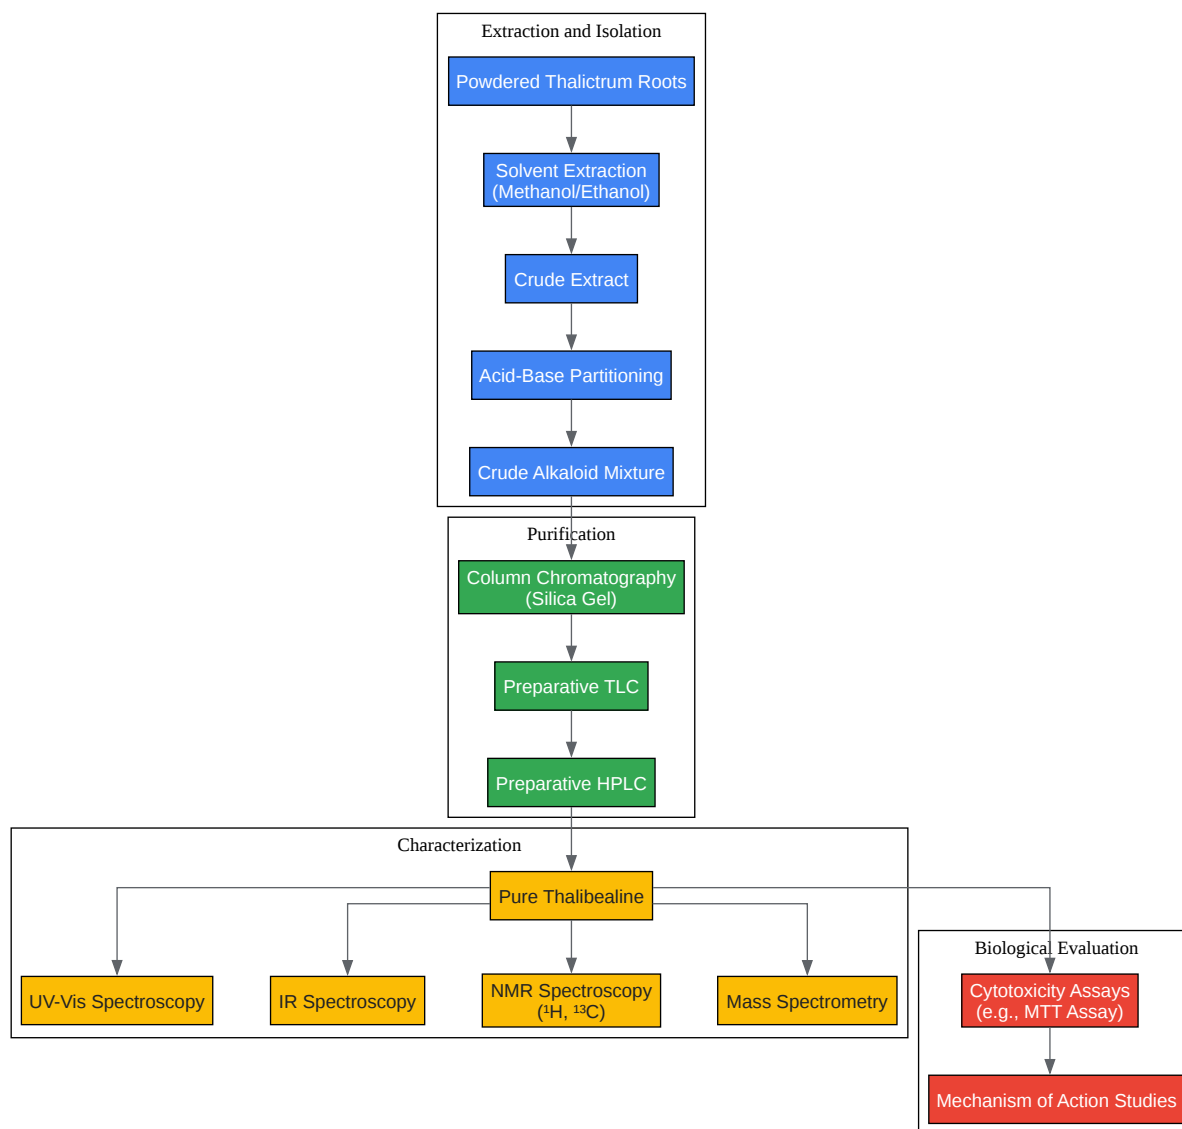 Extraction and Isolation
Powdered Thalictrum Roots
Solvent Extraction
(Methanol/Ethanol)
Crude Extract
Acid-Base Partitioning
Crude Alkaloid Mixture
Purification
Column Chromatography
(Silica Gel)
Preparative TLC
Preparative HPLC
Characterization
Pure Thalibealine
UV-Vis Spectroscopy
IR Spectroscopy
NMR Spectroscopy
(¹H, ¹³C)
Mass Spectrometry
Biological Evaluation
Cytotoxicity Assays
(e.g., MTT Assay)
Mechanism of Action Studies